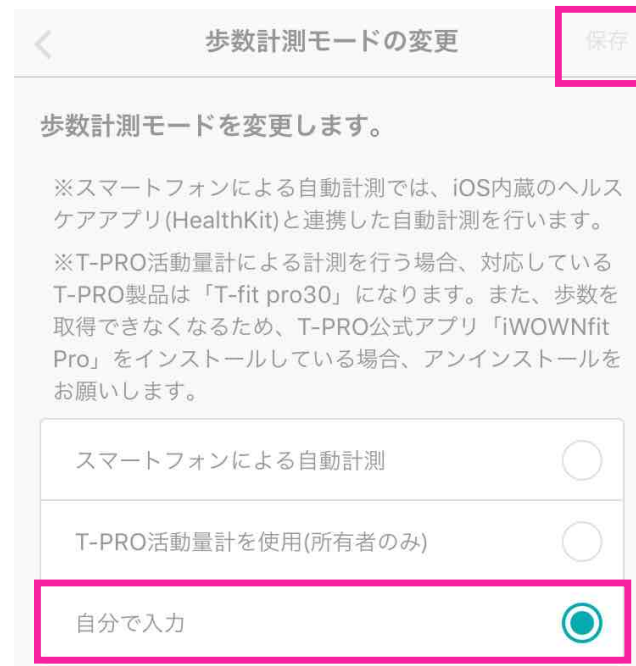 歩数計測モードの変更
保存
歩数計測モードを変更します。
※スマートフォンによる自動計測では、iOS内蔵のヘルス
ケアアプリ(HealthKit)と連携した自動計測を行います。
※T-PRO活動量計による計測を行う場合、対応している
T-PRO製品は「T-fit pro30」になります。また、歩数を
取得できなくなるため、T-PRO公式アプリ「iWOWNfit
Pro」をインストールしている場合、アンインストールを
お願いします。
スマートフォンによる自動計測
T-PRO活動量計を使用(所有者のみ)
自分で入力